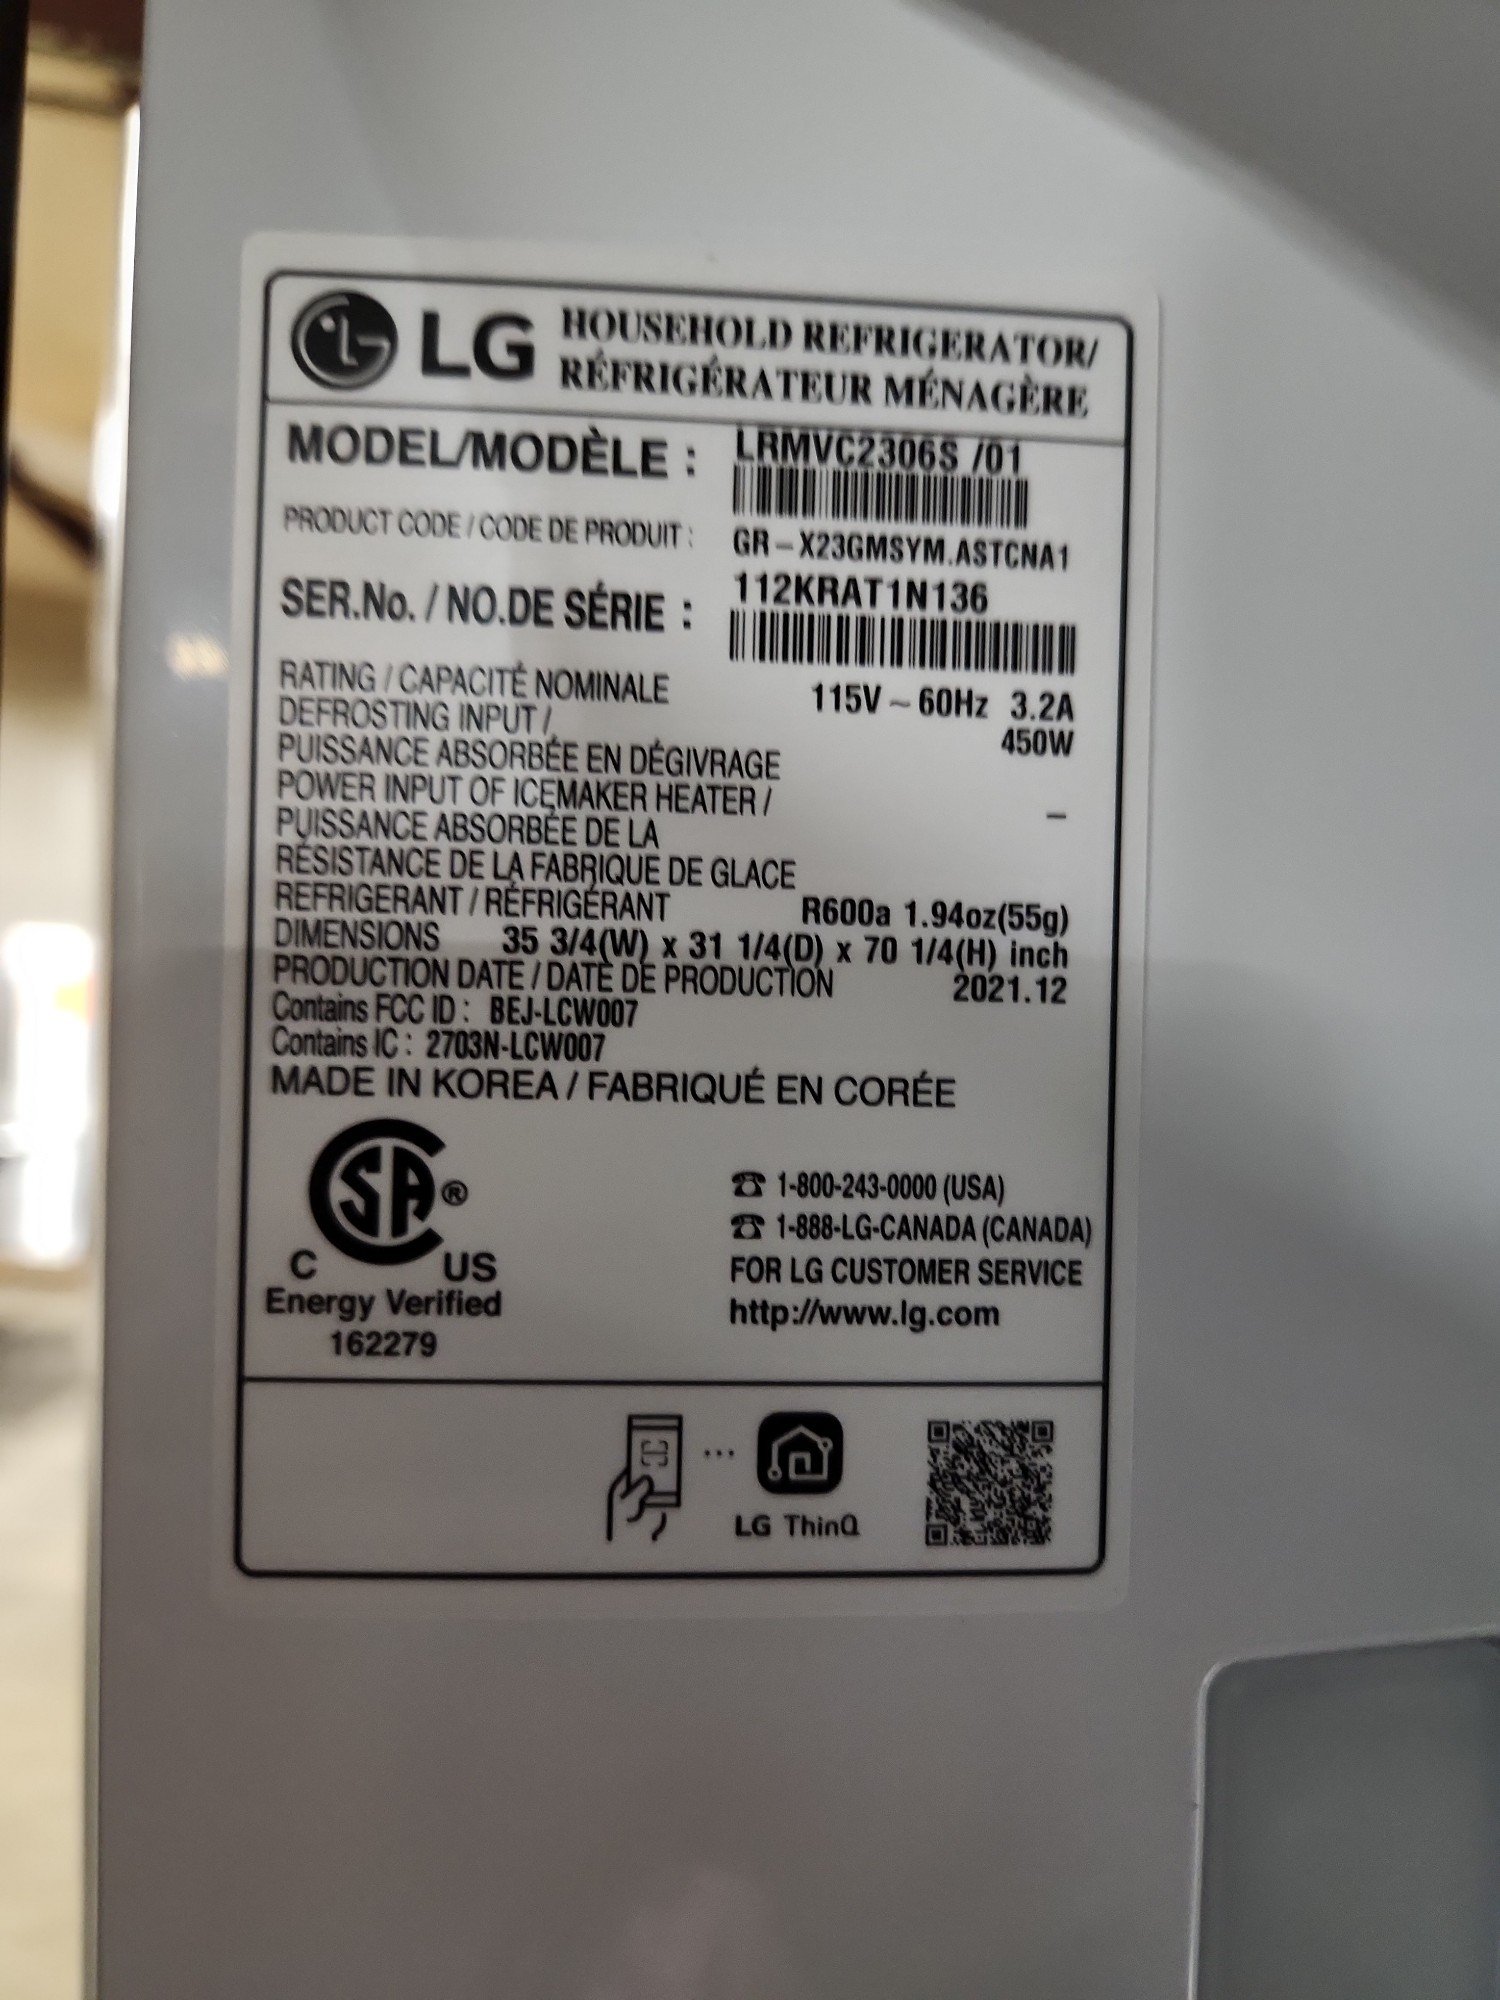 LG HOUSEHOLD REFRIGERATOR/
RÉFRIGÉRATEUR MÉNAGÈRE
MODEL/MODÈLE : LRMVC2306S /01
PRODUCT CODE / CODE DE PRODUIT : GR-X23GMSYM.ASTCNA1
SER.No. / NO.DE SÉRIE : 112KRAT1N136
RATING / CAPACITÉ NOMINALE 115V ~ 60Hz 3.2A
DEFROSTING INPUT / 450W
PUISSANCE ABSORBÉE EN DÉGIVRAGE
POWER INPUT OF ICEMAKER HEATER / –
PUISSANCE ABSORBÉE DE LA
RÉSISTANCE DE LA FABRIQUE DE GLACE
REFRIGERANT / RÉFRIGÉRANT R600a 1.94oz(55g)
DIMENSIONS 35 3/4(W) x 31 1/4(D) x 70 1/4(H) inch
PRODUCTION DATE / DATE DE PRODUCTION 2021.12
Contains FCC ID : BEJ-LCW007
Contains IC : 2703N-LCW007
MADE IN KOREA / FABRIQUÉ EN CORÉE
SA ®
C US
Energy Verified
162279
1-800-243-0000 (USA)
1-888-LG-CANADA (CANADA)
FOR LG CUSTOMER SERVICE
http://www.lg.com
LG ThinQ